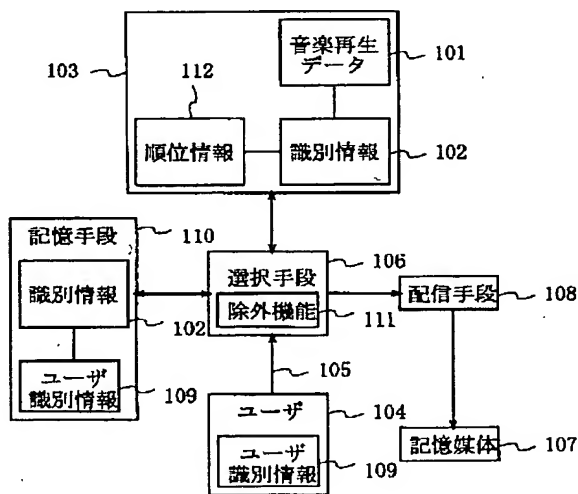 音楽再生
データ
101
103
112
順位情報
識別情報
102
記憶手段
110
識別情報
102
ユーザ
識別情報
109
選択手段
106
除外機能
111
配信手段
108
105
ユーザ
104
ユーザ
識別情報
109
記憶媒体
107